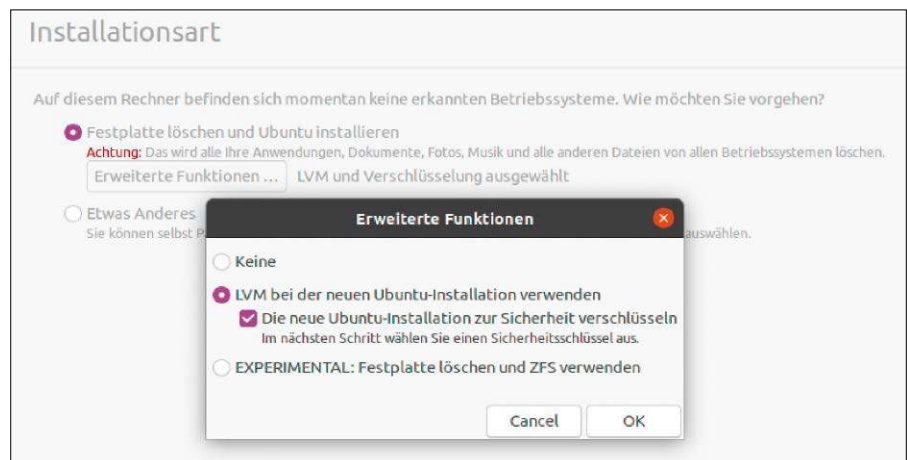 Installationsart
Auf diesem Rechner befinden sich momentan keine erkannten Betriebssysteme. Wie möchten Sie vorgehen?
Festplatte löschen und Ubuntu installieren
Achtung: Das wird alle Ihre Anwendungen, Dokumente, Fotos, Musik und alle anderen Dateien von allen Betriebssystemen löschen.
Erweiterte Funktionen ... LVM und Verschlüsselung ausgewählt
Etwas Anderes
Sie können selbst P auswählen.
Erweiterte Funktionen
Keine
LVM bei der neuen Ubuntu-Installation verwenden
Die neue Ubuntu-Installation zur Sicherheit verschlüsseln
Im nächsten Schritt wählen Sie einen Sicherheitsschlüssel aus.
EXPERIMENTAL: Festplatte löschen und ZFS verwenden
Cancel OK